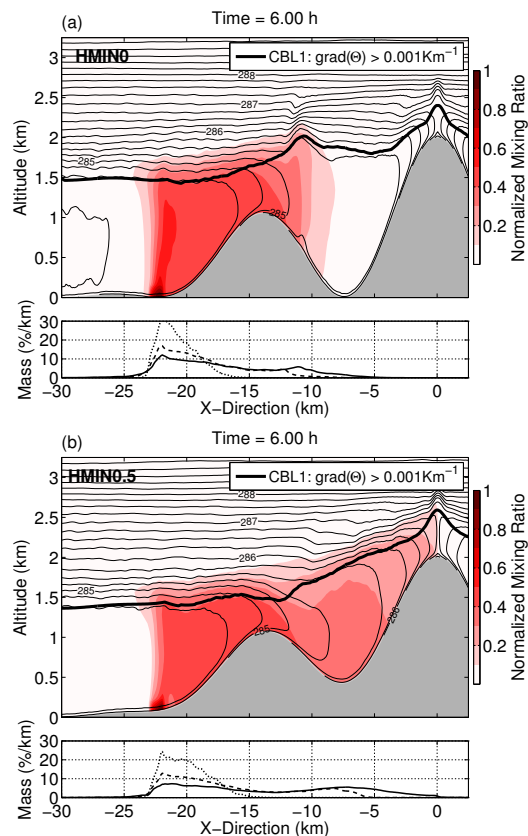 (a)
Time = 6.00 h
HMIN0
CBL1: grad(Θ) > 0.001Km⁻¹
3
2.5
2
1.5
1
0.5
0
Altitude (km)
288
287
286
285
285
1
0.8
0.6
0.4
0.2
Normalized Mixing Ratio
30
20
10
0
Mass (%/km)
−30 −25 −20 −15 −10 −5 0
X−Direction (km)
(b)
Time = 6.00 h
HMIN0.5
CBL1: grad(Θ) > 0.001Km⁻¹
3
2.5
2
1.5
1
0.5
0
Altitude (km)
288
287
286
285
285
286
1
0.8
0.6
0.4
0.2
Normalized Mixing Ratio
30
20
10
0
Mass (%/km)
−30 −25 −20 −15 −10 −5 0
X−Direction (km)